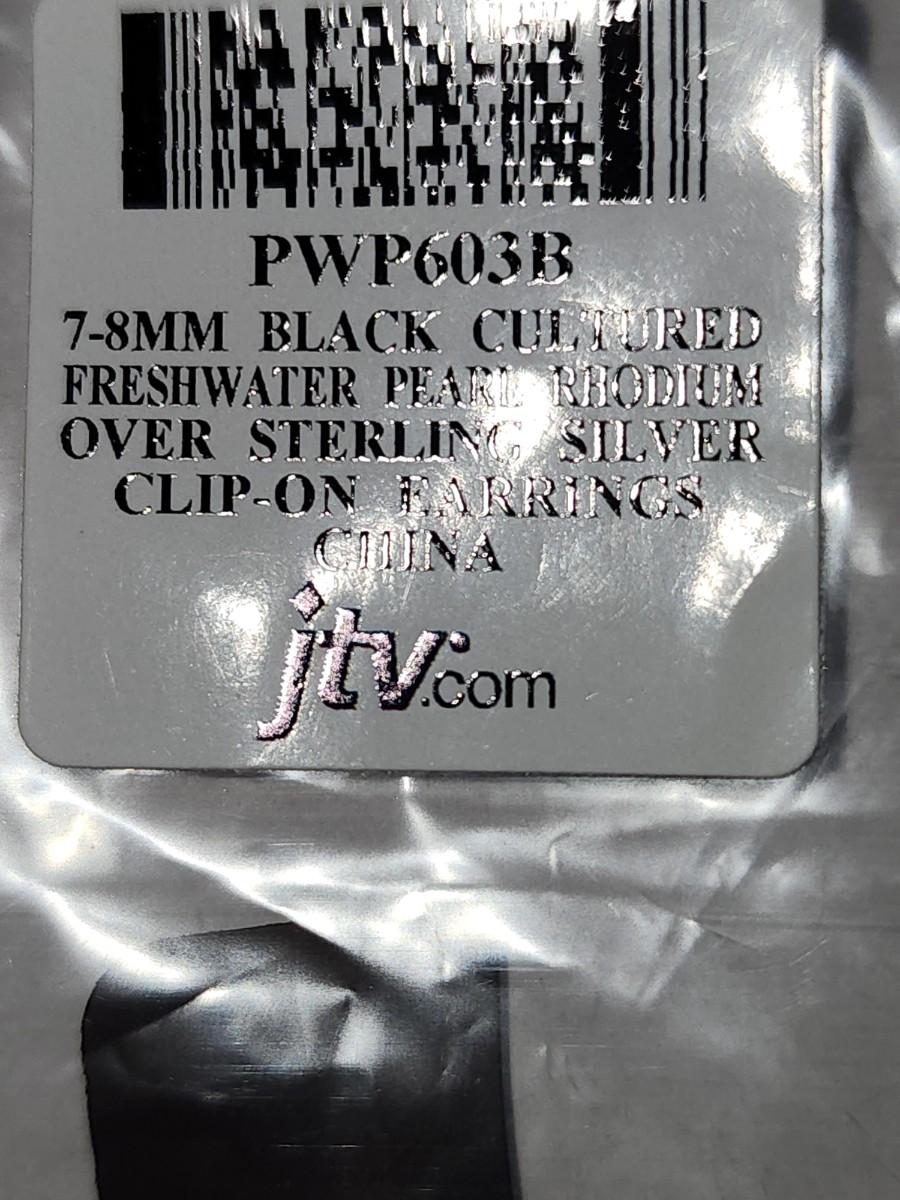 PWP603B
7-8MM BLACK CULTURED
FRESHWATER PEARL RHODIUM
OVER STERLING SILVER
CLIP-ON EARRINGS
CHINA
jtv.com